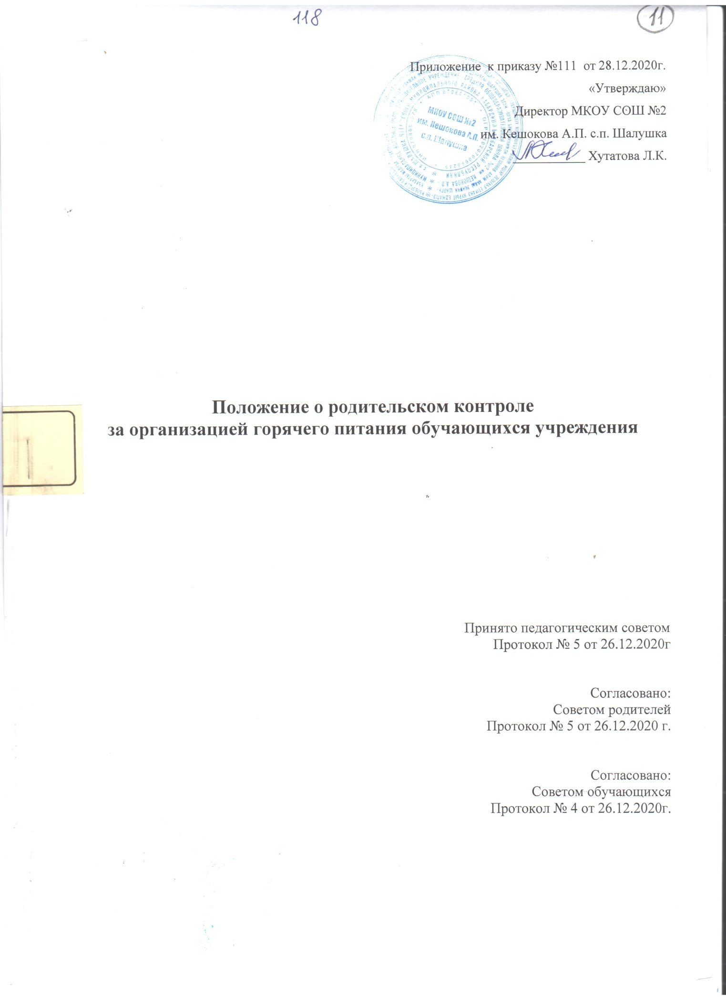 118
11
Приложение к приказу №111 от 28.12.2020г.
«Утверждаю»
Директор МКОУ СОШ №2
им. Кешокова А.П. с.п. Шалушка
Хутатова Л.К.
МКОУ СОШ №2
им. Кешокова А.П.
с.п. Шалушка
Положение о родительском контроле
за организацией горячего питания обучающихся учреждения
Принято педагогическим советом
Протокол № 5 от 26.12.2020г
Согласовано:
Советом родителей
Протокол № 5 от 26.12.2020 г.
Согласовано:
Советом обучающихся
Протокол № 4 от 26.12.2020г.